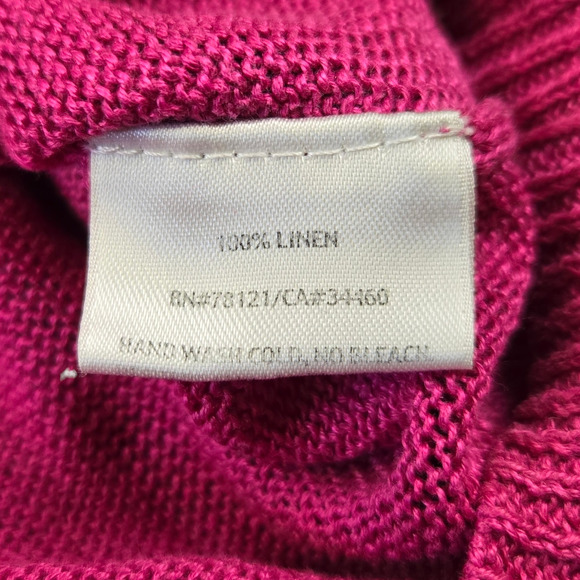 100% LINEN
RN#78121/CA#34460
HAND WASH COLD, NO BLEACH